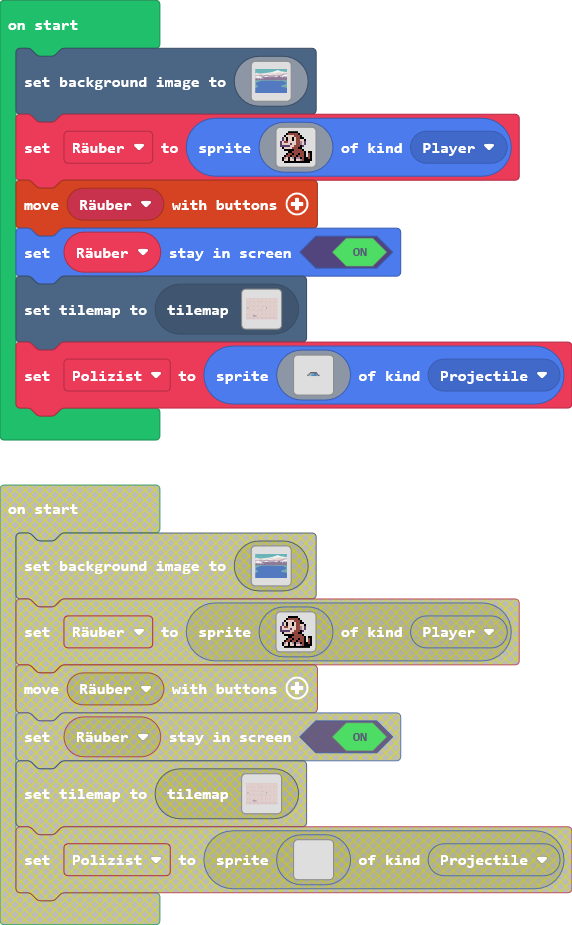 on start
set background image to
set Räuber to sprite of kind Player
move Räuber with buttons
set Räuber stay in screen ON
set tilemap to tilemap
set Polizist to sprite of kind Projectile
on start
set background image to
set Räuber to sprite of kind Player
move Räuber with buttons
set Räuber stay in screen ON
set tilemap to tilemap
set Polizist to sprite of kind Projectile